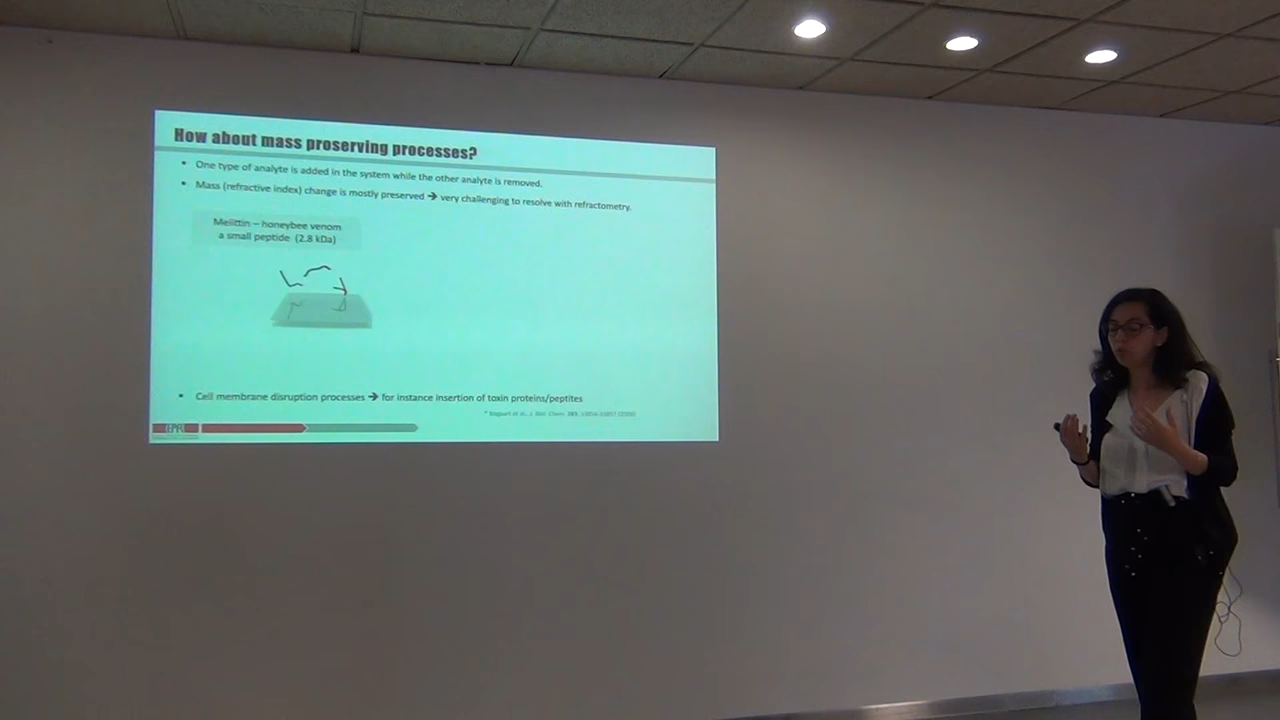 How about mass proserving processes?
• One type of analyte is added in the system while the other analyte is removed.
• Mass (refractive index) change is mostly preserved ➔ very challenging to resolve with refractometry.
Melittin – honeybee venom
a small peptide (2.8 kDa)
• Cell membrane disruption processes ➔ for instance insertion of toxin proteins/peptites
J. Biol. Chem.